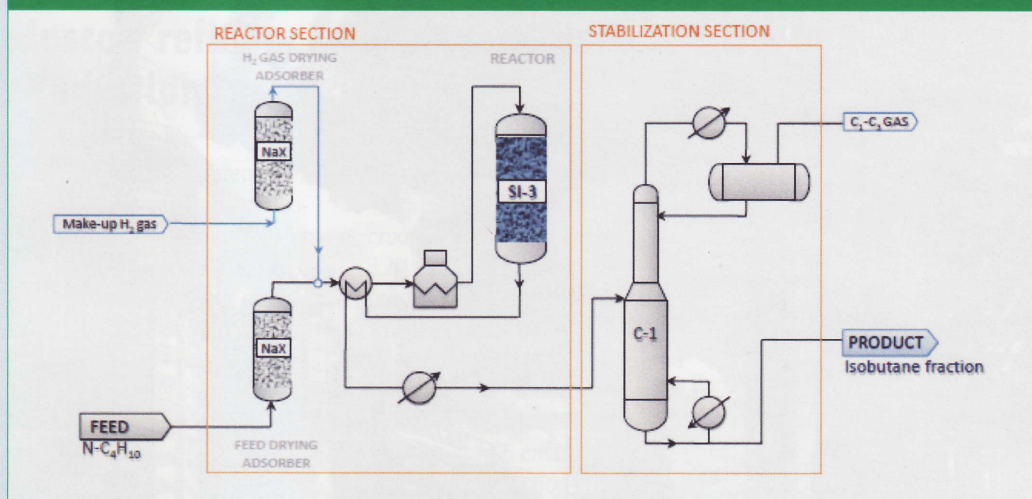 REACTOR SECTION
STABILIZATION SECTION
H₂ GAS DRYING
ADSORBER
REACTOR
NaX
SI-3
C₁-C₂ GAS
Make-up H₂ gas
NaX
C-1
PRODUCT
Isobutane fraction
FEED
N-C₄H₁₀
FEED DRYING
ADSORBER